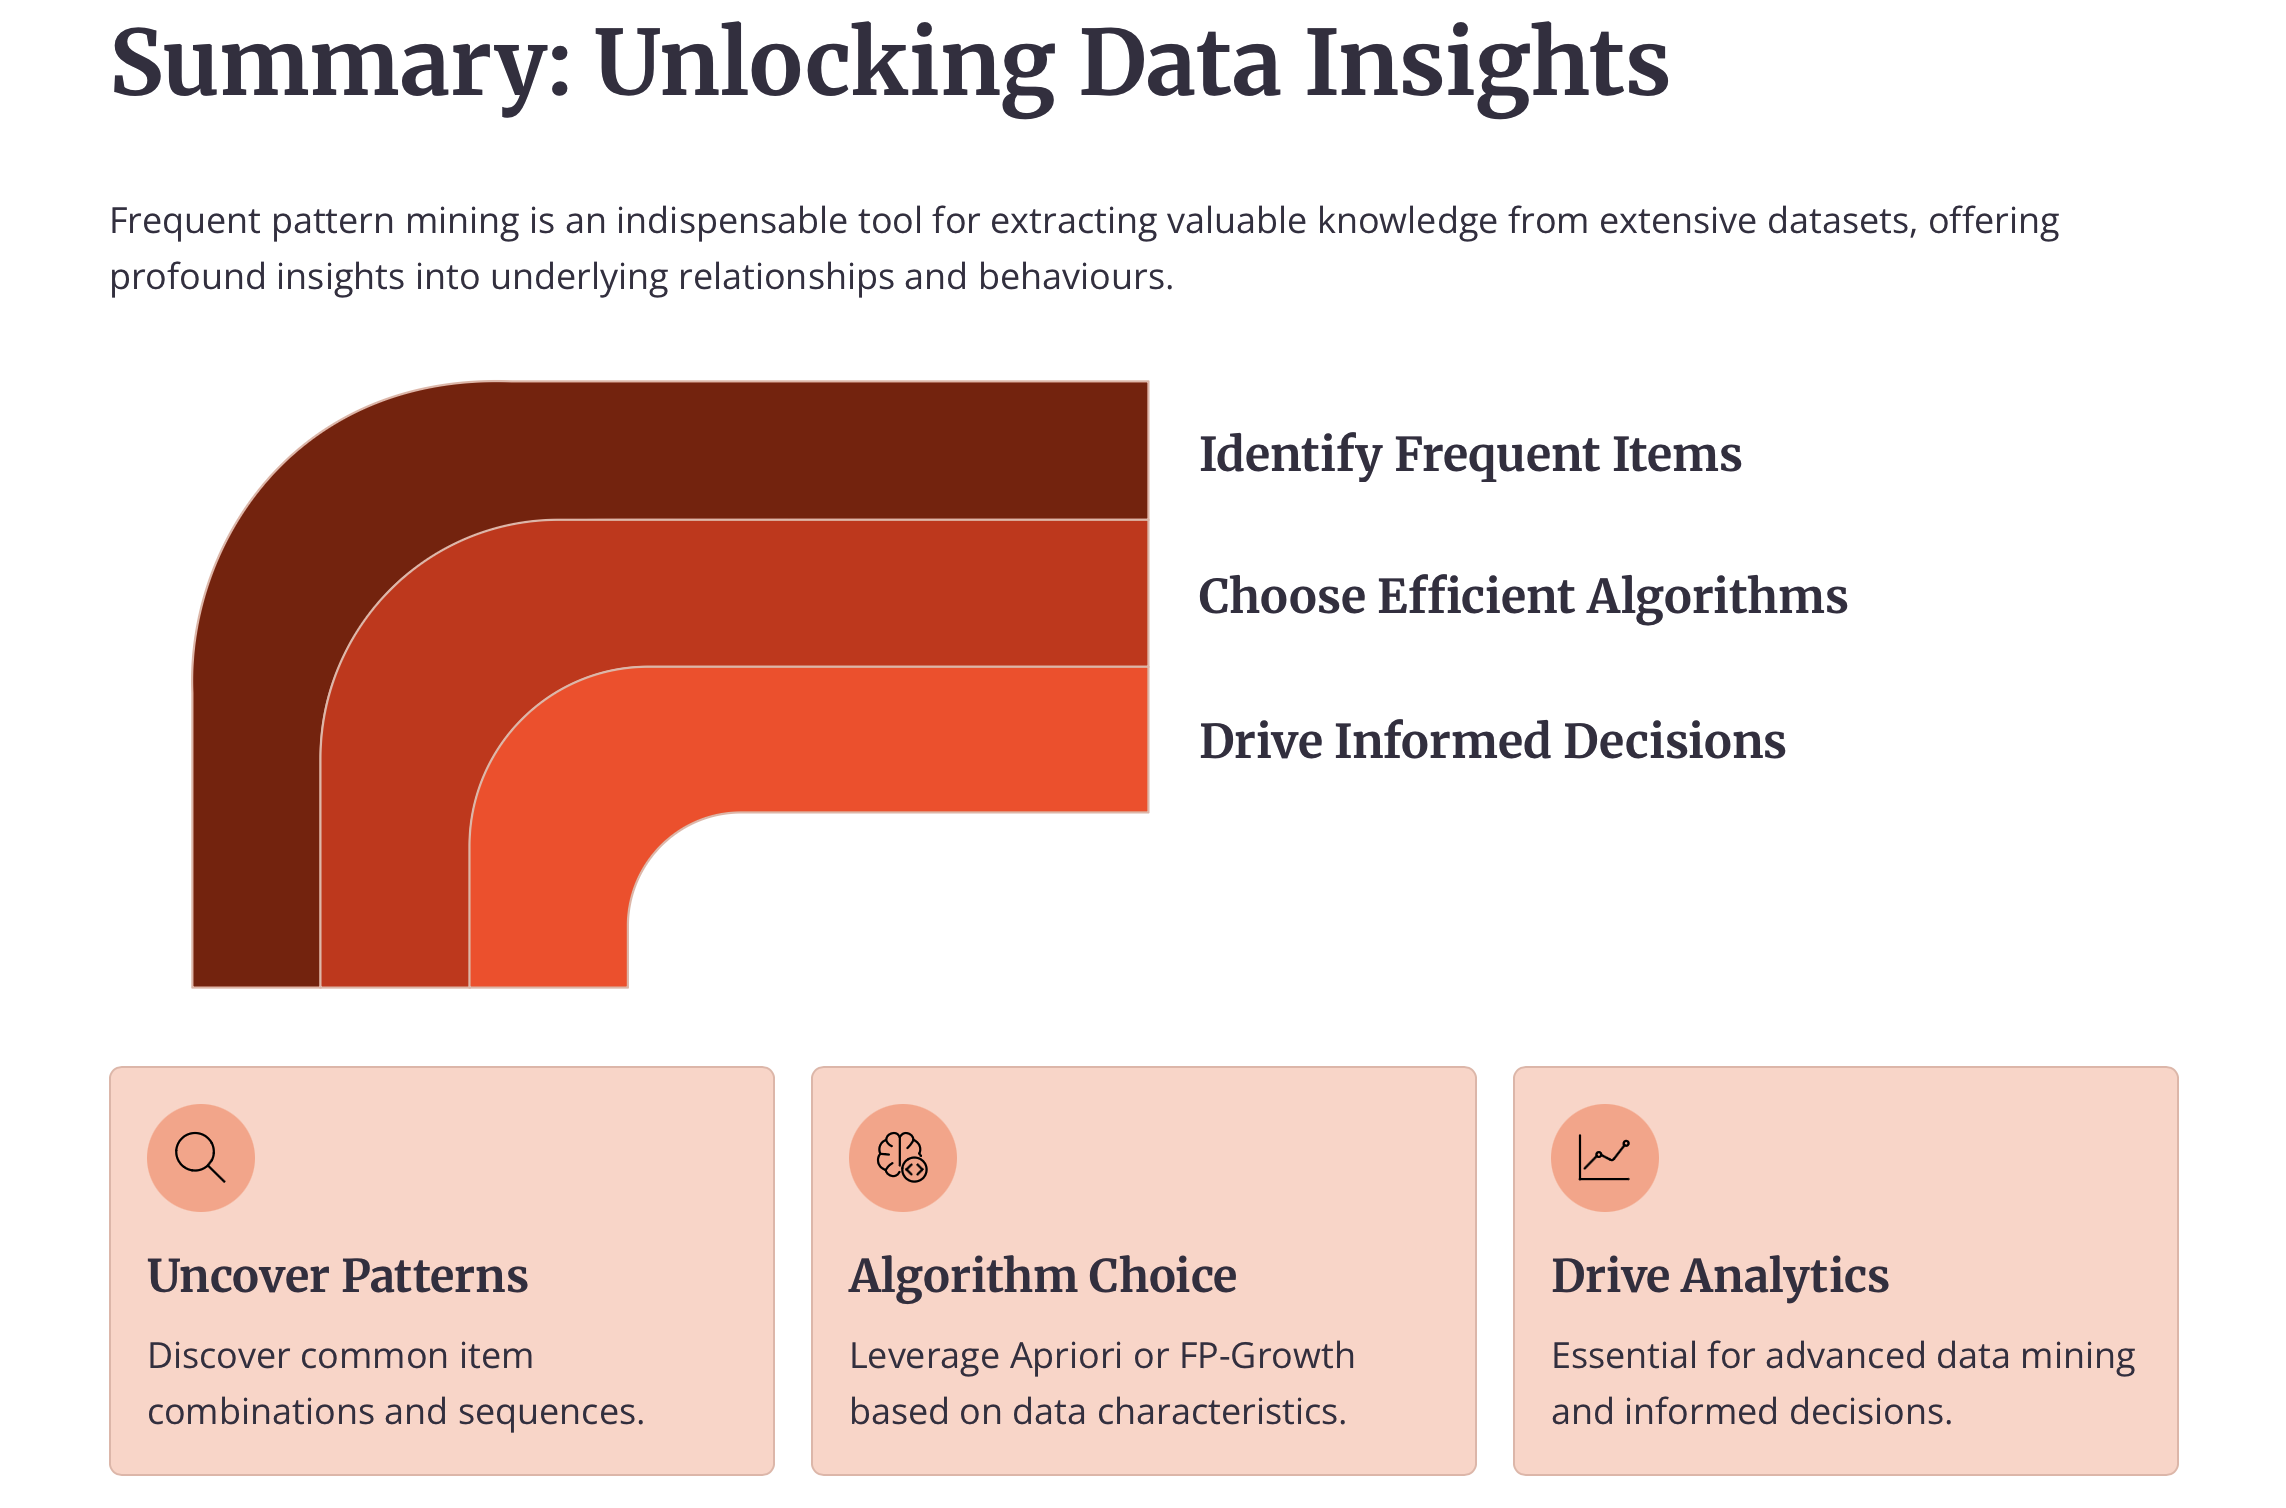 Summary: Unlocking Data Insights
Frequent pattern mining is an indispensable tool for extracting valuable knowledge from extensive datasets, offering
profound insights into underlying relationships and behaviours.
Identify Frequent Items
Choose Efficient Algorithms
Drive Informed Decisions
Uncover Patterns
Discover common item
combinations and sequences.
Algorithm Choice
Leverage Apriori or FP-Growth
based on data characteristics.
Drive Analytics
Essential for advanced data mining
and informed decisions.